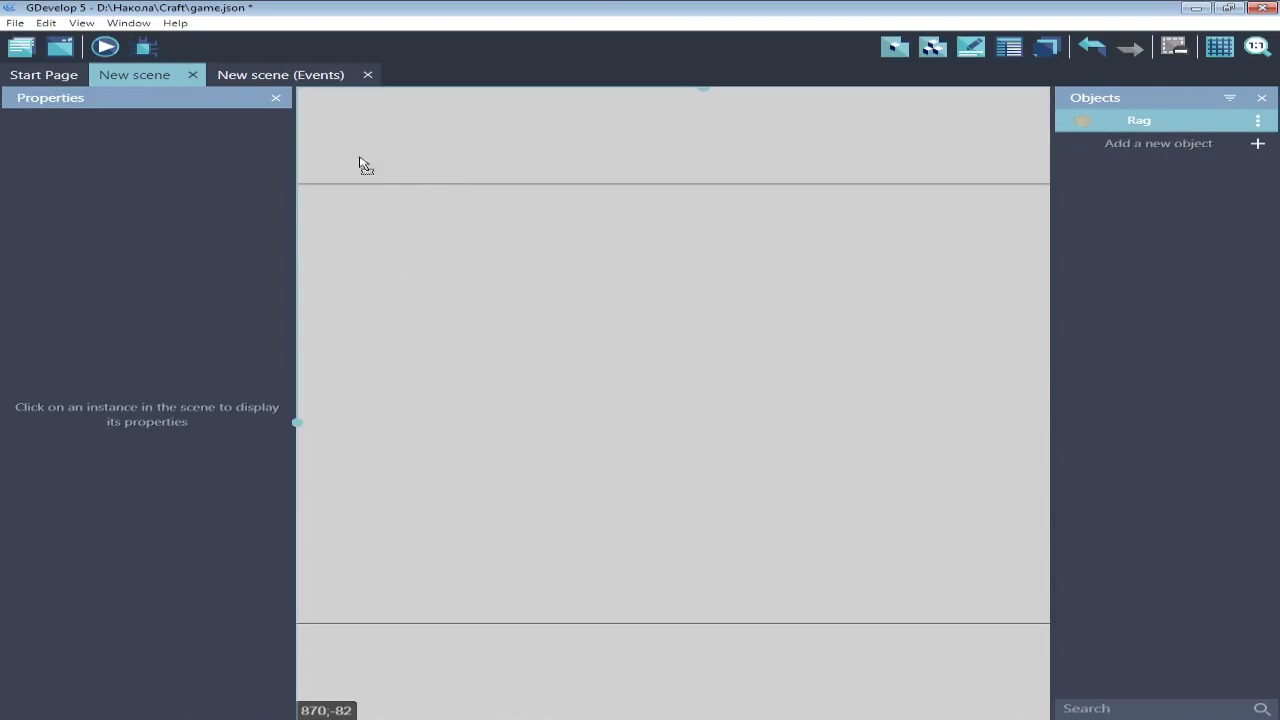 GDevelop 5 - D:\Накола\Craft\game.json *
File Edit View Window Help
1:1
Start Page New scene New scene (Events)
Properties
Objects
Rag
Add a new object
Click on an instance in the scene to display
its properties
870;-82
Search